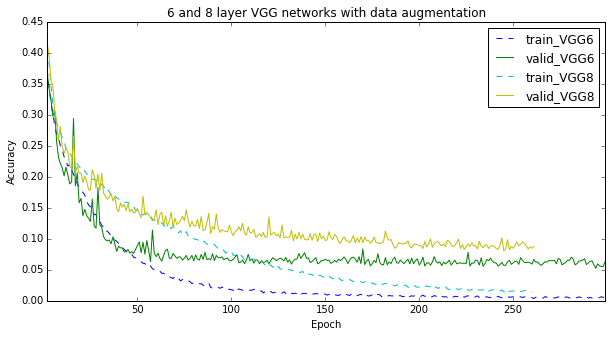 6 and 8 layer VGG networks with data augmentation
0.45
0.40
0.35
0.30
0.25
0.20
0.15
0.10
0.05
0.00
Accuracy
train_VGG6
valid_VGG6
train_VGG8
valid_VGG8
50 100 150 200 250
Epoch